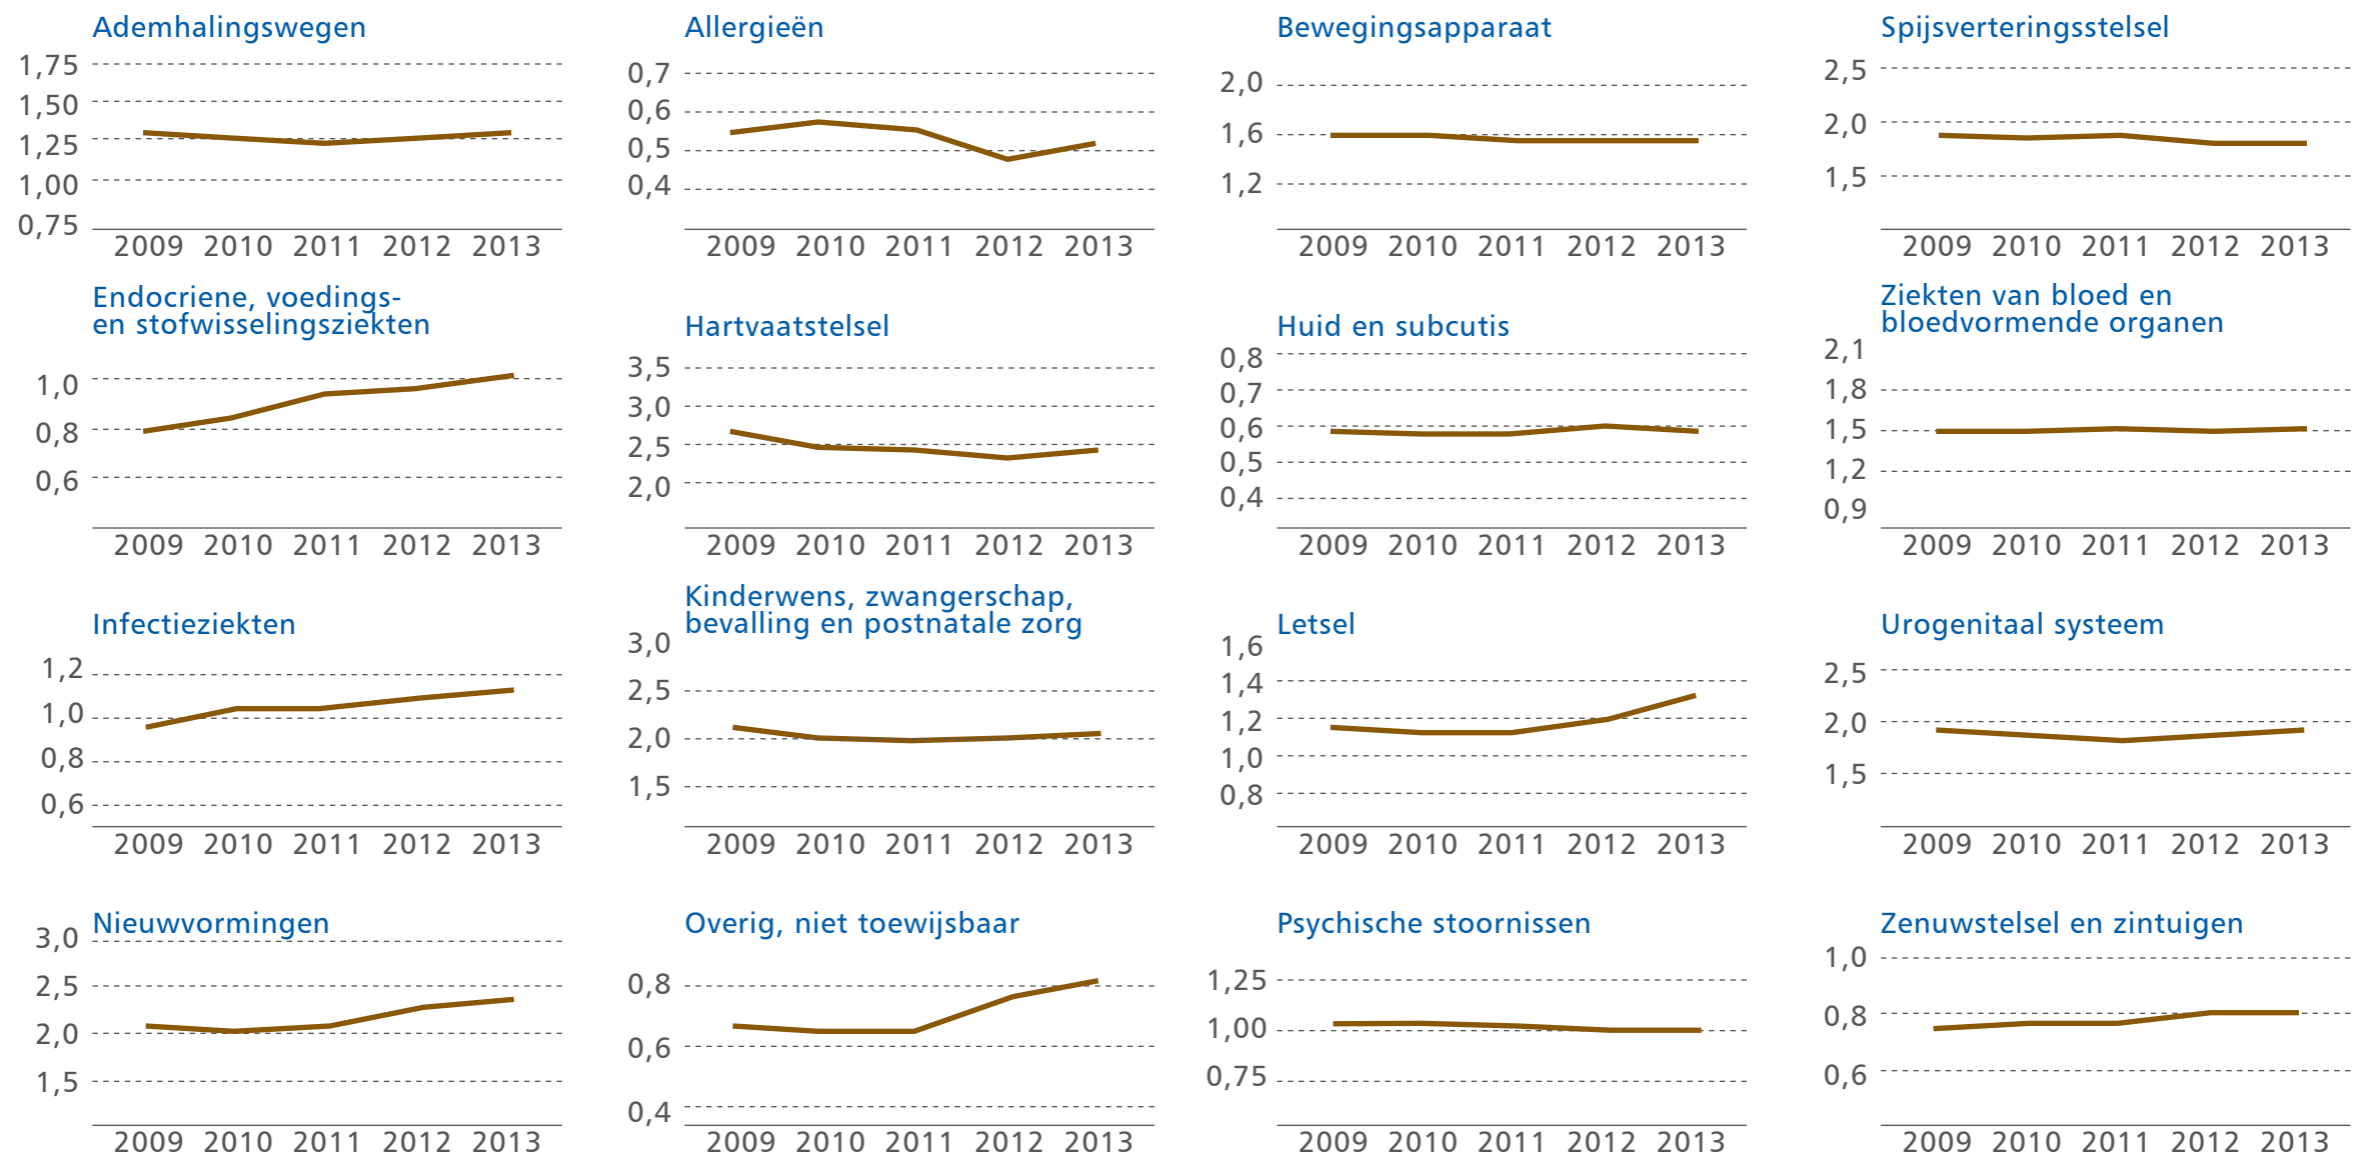 Ademhalingswegen
1,75
1,50
1,25
1,00
0,75
2009 2010 2011 2012 2013
Allergieën
0,7
0,6
0,5
0,4
2009 2010 2011 2012 2013
Bewegingsapparaat
2,0
1,6
1,2
2009 2010 2011 2012 2013
Spijsverteringsstelsel
2,5
2,0
1,5
2009 2010 2011 2012 2013
Endocriene, voedings-
en stofwisselingsziekten
1,0
0,8
0,6
2009 2010 2011 2012 2013
Hartvaatstelsel
3,5
3,0
2,5
2,0
2009 2010 2011 2012 2013
Huid en subcutis
0,8
0,7
0,6
0,5
0,4
2009 2010 2011 2012 2013
Ziekten van bloed en
bloedvormende organen
2,1
1,8
1,5
1,2
0,9
2009 2010 2011 2012 2013
Infectieziekten
1,2
1,0
0,8
0,6
2009 2010 2011 2012 2013
Kinderwens, zwangerschap,
bevalling en postnatale zorg
3,0
2,5
2,0
1,5
2009 2010 2011 2012 2013
Letsel
1,6
1,4
1,2
1,0
0,8
2009 2010 2011 2012 2013
Urogenitaal systeem
2,5
2,0
1,5
2009 2010 2011 2012 2013
Nieuwvormingen
3,0
2,5
2,0
1,5
2009 2010 2011 2012 2013
Overig, niet toewijsbaar
0,8
0,6
0,4
2009 2010 2011 2012 2013
Psychische stoornissen
1,25
1,00
0,75
2009 2010 2011 2012 2013
Zenuwstelsel en zintuigen
1,0
0,8
0,6
2009 2010 2011 2012 2013